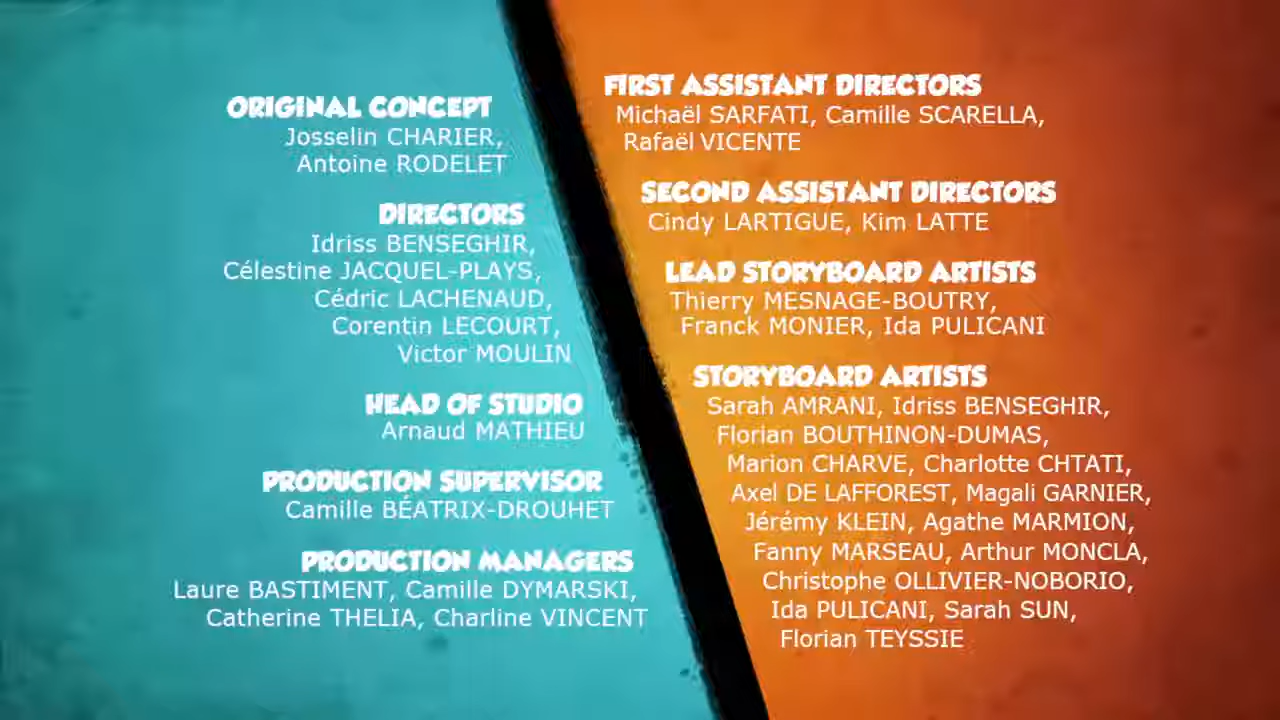 ORIGINAL CONCEPT
Josselin CHARIER,
Antoine RODELET
DIRECTORS
Idriss BENSEGHIR,
Célestine JACQUEL-PLAYS,
Cédric LACHENAUD,
Corentin LECOURT,
Victor MOULIN
HEAD OF STUDIO
Arnaud MATHIEU
PRODUCTION SUPERVISOR
Camille BÉATRIX-DROUHET
PRODUCTION MANAGERS
Laure BASTIMENT, Camille DYMARSKI,
Catherine THELIA, Charline VINCENT
FIRST ASSISTANT DIRECTORS
Michaël SARFATI, Camille SCARELLA,
Rafaël VICENTE
SECOND ASSISTANT DIRECTORS
Cindy LARTIGUE, Kim LATTE
LEAD STORYBOARD ARTISTS
Thierry MESNAGE-BOUTRY,
Franck MONIER, Ida PULICANI
STORYBOARD ARTISTS
Sarah AMRANI, Idriss BENSEGHIR,
Florian BOUTHINON-DUMAS,
Marion CHARVE, Charlotte CHTATI,
Axel DE LAFFOREST, Magali GARNIER,
Jérémy KLEIN, Agathe MARMION,
Fanny MARSEAU, Arthur MONCLA,
Christophe OLLIVIER-NOBORIO,
Ida PULICANI, Sarah SUN,
Florian TEYSSIE